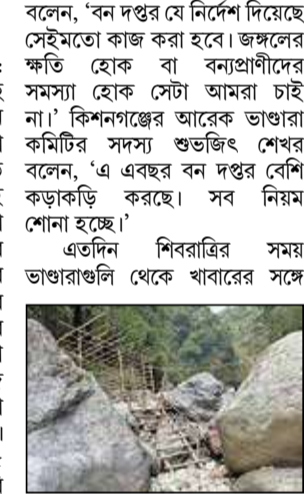 বলেন, ‘বন দপ্তর যে নির্দেশ দিয়েছে
সেইমতো কাজ করা হবে। জঙ্গলের
ক্ষতি হোক বা বন্যপ্রাণীদের
সমস্যা হোক সেটা আমরা চাই
না।’ কিশনগঞ্জের আরেক ভাণ্ডারা
কমিটির সদস্য শুভজিৎ শেখর
বলেন, ‘এ এবছর বন দপ্তর বেশি
কড়াকড়ি করছে। সব নিয়ম
শোনা হচ্ছে।’
এতদিন শিবরাত্রির সময়
ভাণ্ডারাগুলি থেকে খাবারের সঙ্গে